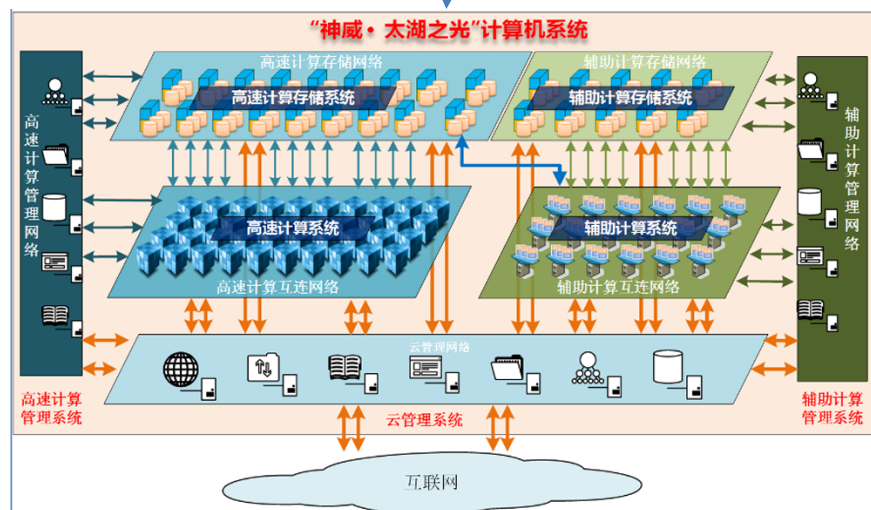 “神威·太湖之光”计算机系统
高速计算存储网络
辅助计算存储网络
高速计算存储系统
辅助计算存储系统
高速计算管理网络
辅助计算管理网络
高速计算系统
辅助计算系统
高速计算互连网络
辅助计算互连网络
云管理网络
高速计算
管理系统
云管理系统
辅助计算
管理系统
互联网